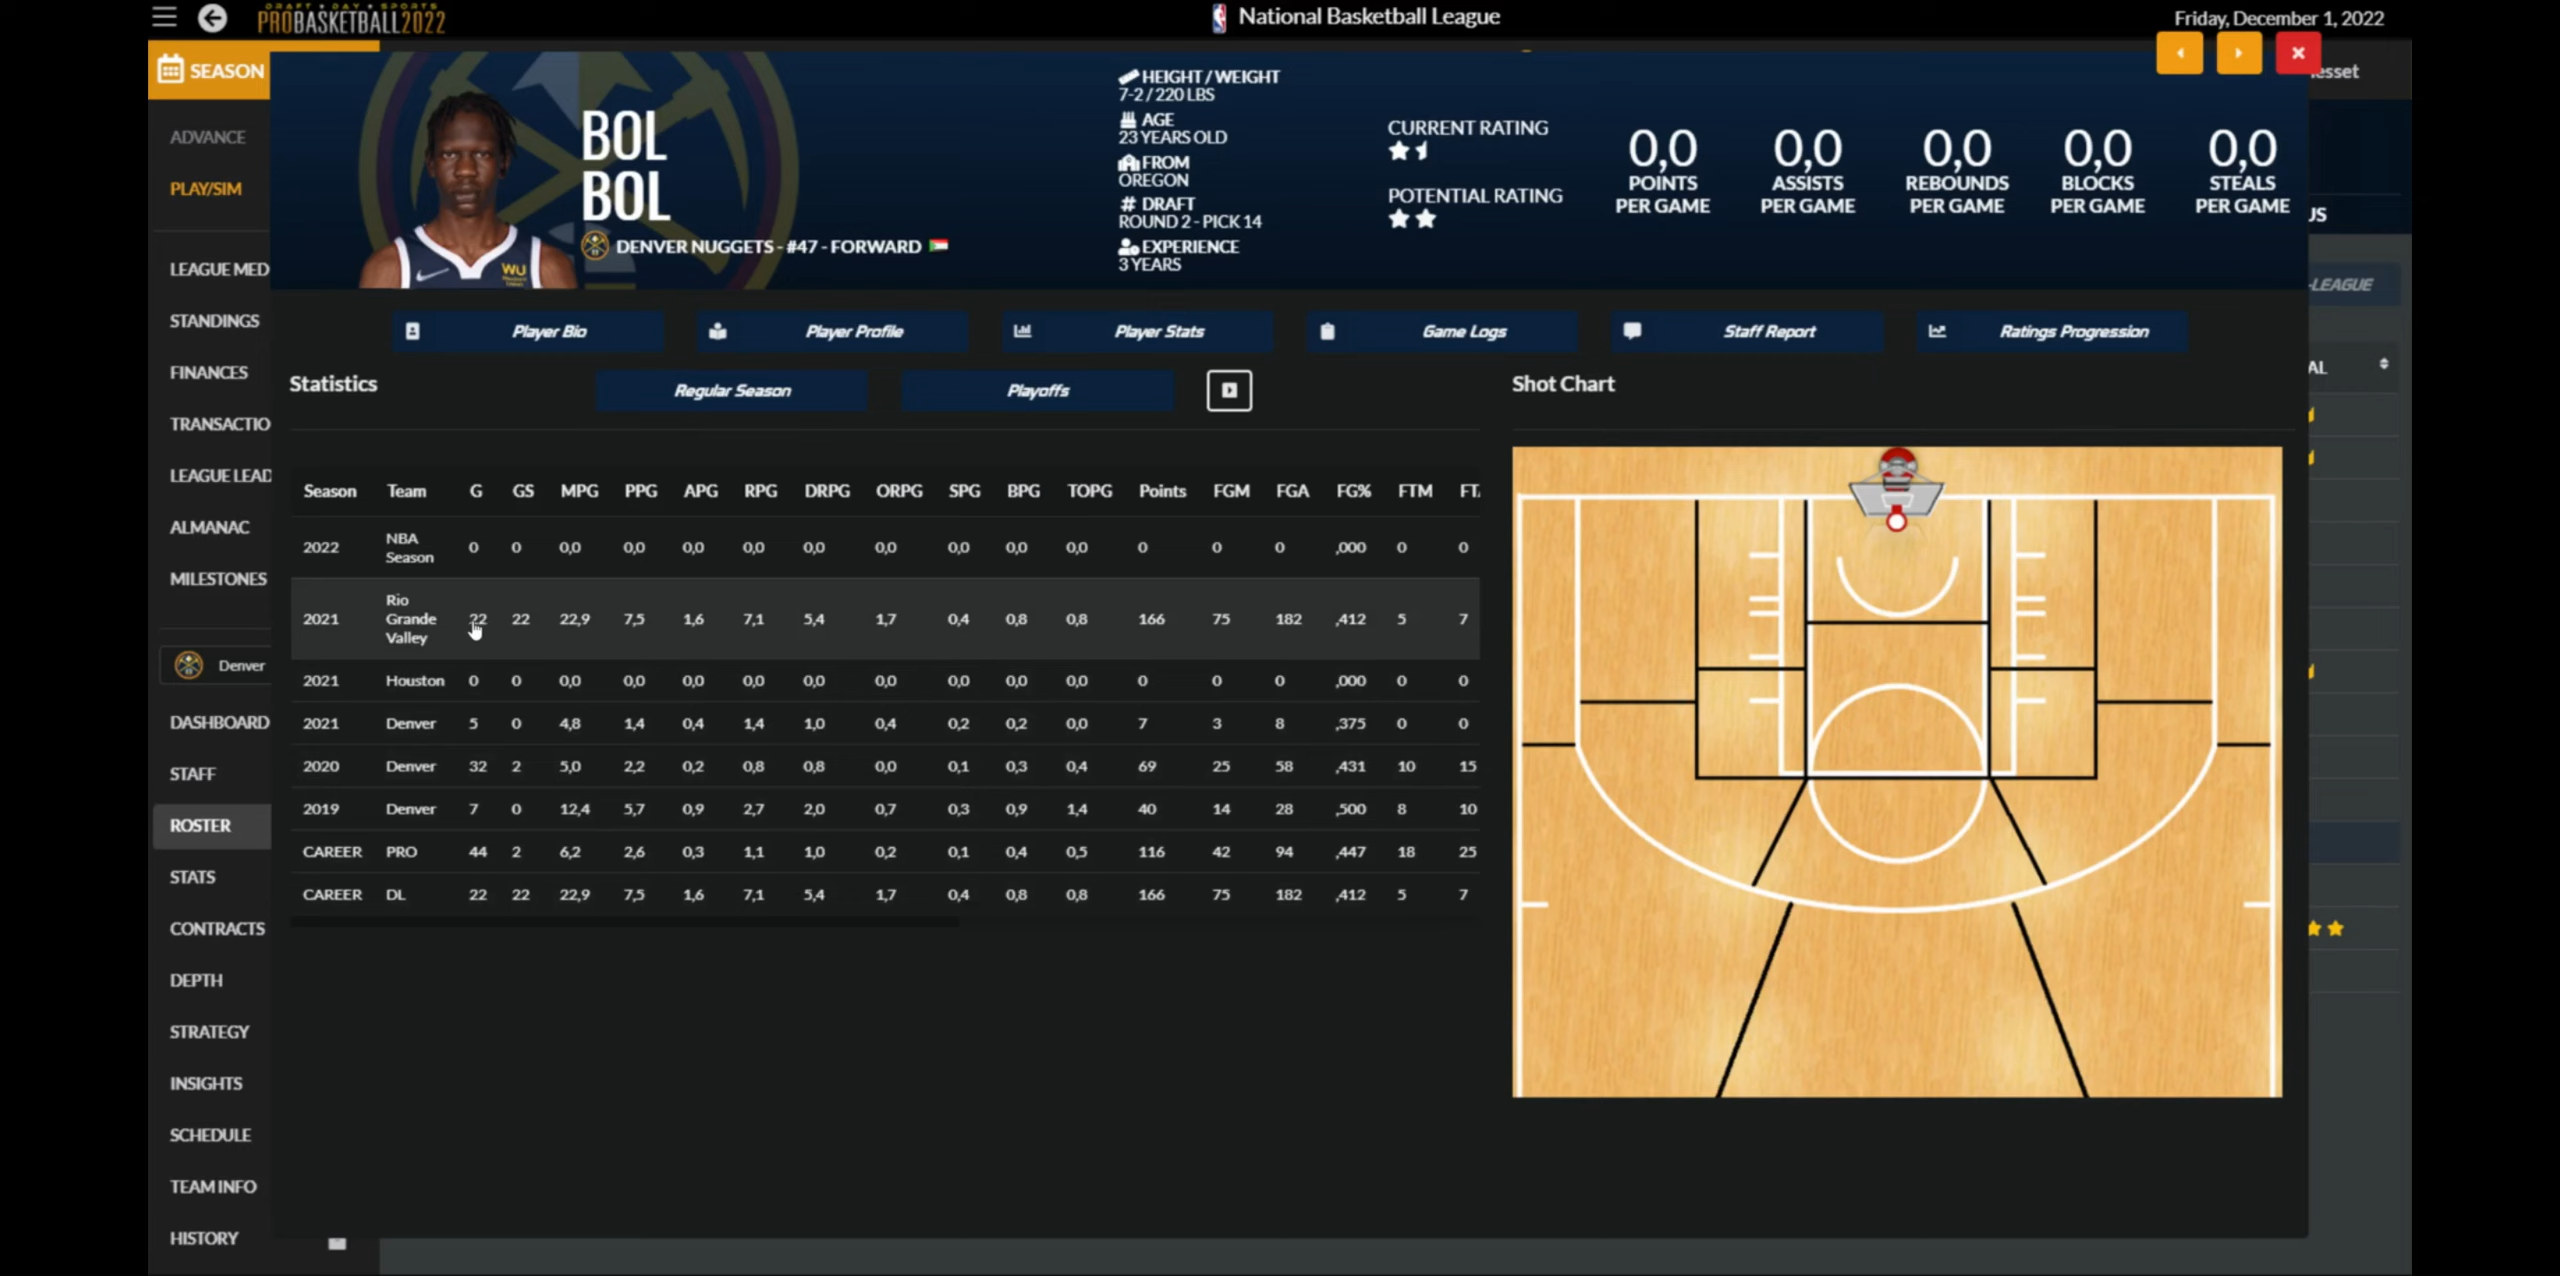 DRAFT DAY SPORTS
PROBASKETBALL2022
National Basketball League
Friday, December 1, 2022
SEASON
ADVANCE
PLAY/SIM
LEAGUE MED
STANDINGS
FINANCES
TRANSACTIO
LEAGUE LEAD
ALMANAC
MILESTONES
Denver
DASHBOARD
STAFF
ROSTER
STATS
CONTRACTS
DEPTH
STRATEGY
INSIGHTS
SCHEDULE
TEAM INFO
HISTORY
BOL
BOL
DENVER NUGGETS - #47 - FORWARD
WU
HEIGHT / WEIGHT
7-2 / 220 LBS
AGE
23 YEARS OLD
FROM
OREGON
# DRAFT
ROUND 2 - PICK 14
EXPERIENCE
3 YEARS
CURRENT RATING
POTENTIAL RATING
0,0 0,0 0,0 0,0 0,0
POINTS ASSISTS REBOUNDS BLOCKS STEALS
PER GAME PER GAME PER GAME PER GAME PER GAME
esset
US
-LEAGUE
AL
Player Bio Player Profile Player Stats Game Logs Staff Report Ratings Progression
Statistics Regular Season Playoffs
Season Team G GS MPG PPG APG RPG DRPG ORPG SPG BPG TOPG Points FGM FGA FG% FTM FT
2022 NBA Season 0 0 0,0 0,0 0,0 0,0 0,0 0,0 0,0 0,0 0,0 0 0 0 ,000 0 0
2021 Rio Grande Valley 22 22 22,9 7,5 1,6 7,1 5,4 1,7 0,4 0,8 0,8 166 75 182 ,412 5 7
2021 Houston 0 0 0,0 0,0 0,0 0,0 0,0 0,0 0,0 0,0 0,0 0 0 0 ,000 0 0
2021 Denver 5 0 4,8 1,4 0,4 1,4 1,0 0,4 0,2 0,2 0,0 7 3 8 ,375 0 0
2020 Denver 32 2 5,0 2,2 0,2 0,8 0,8 0,0 0,1 0,3 0,4 69 25 58 ,431 10 15
2019 Denver 7 0 12,4 5,7 0,9 2,7 2,0 0,7 0,3 0,9 1,4 40 14 28 ,500 8 10
CAREER PRO 44 2 6,2 2,6 0,3 1,1 1,0 0,2 0,1 0,4 0,5 116 42 94 ,447 18 25
CAREER DL 22 22 22,9 7,5 1,6 7,1 5,4 1,7 0,4 0,8 0,8 166 75 182 ,412 5 7
Shot Chart